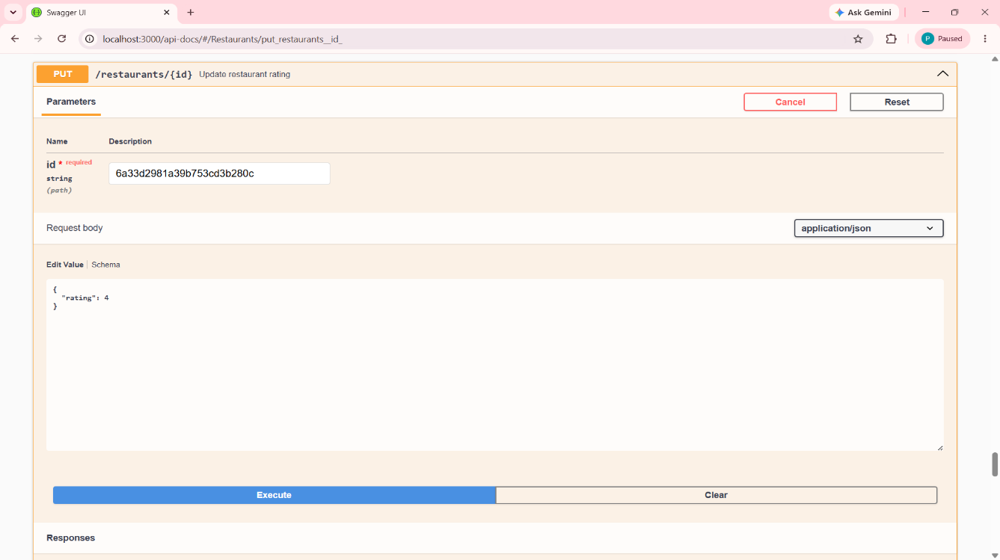 Swagger UI
Ask Gemini
localhost:3000/api-docs/#/Restaurants/put_restaurants__id_
P Paused
PUT /restaurants/{id} Update restaurant rating
Parameters
Cancel
Reset
Name Description
id * required
string
(path)
6a33d2981a39b753cd3b280c
Request body
application/json
Edit Value Schema
{
"rating": 4
}
Execute
Clear
Responses